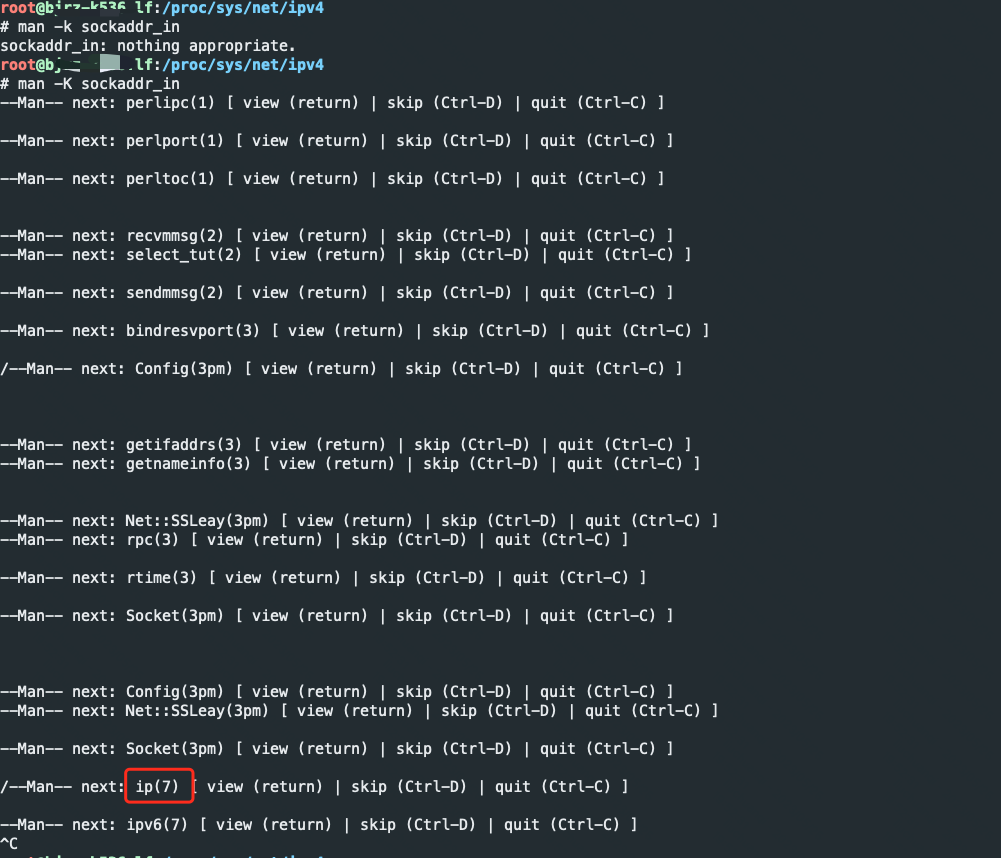 root@bjrz-k536.lf:/proc/sys/net/ipv4
# man -k sockaddr_in
sockaddr_in: nothing appropriate.
root@b .lf:/proc/sys/net/ipv4
# man -K sockaddr_in
--Man-- next: perlipc(1) [ view (return) | skip (Ctrl-D) | quit (Ctrl-C) ]
--Man-- next: perlport(1) [ view (return) | skip (Ctrl-D) | quit (Ctrl-C) ]
--Man-- next: perltoc(1) [ view (return) | skip (Ctrl-D) | quit (Ctrl-C) ]
--Man-- next: recvmmsg(2) [ view (return) | skip (Ctrl-D) | quit (Ctrl-C) ]
--Man-- next: select_tut(2) [ view (return) | skip (Ctrl-D) | quit (Ctrl-C) ]
--Man-- next: sendmmsg(2) [ view (return) | skip (Ctrl-D) | quit (Ctrl-C) ]
--Man-- next: bindresvport(3) [ view (return) | skip (Ctrl-D) | quit (Ctrl-C) ]
/--Man-- next: Config(3pm) [ view (return) | skip (Ctrl-D) | quit (Ctrl-C) ]
--Man-- next: getifaddrs(3) [ view (return) | skip (Ctrl-D) | quit (Ctrl-C) ]
--Man-- next: getnameinfo(3) [ view (return) | skip (Ctrl-D) | quit (Ctrl-C) ]
--Man-- next: Net::SSLeay(3pm) [ view (return) | skip (Ctrl-D) | quit (Ctrl-C) ]
--Man-- next: rpc(3) [ view (return) | skip (Ctrl-D) | quit (Ctrl-C) ]
--Man-- next: rtime(3) [ view (return) | skip (Ctrl-D) | quit (Ctrl-C) ]
--Man-- next: Socket(3pm) [ view (return) | skip (Ctrl-D) | quit (Ctrl-C) ]
--Man-- next: Config(3pm) [ view (return) | skip (Ctrl-D) | quit (Ctrl-C) ]
--Man-- next: Net::SSLeay(3pm) [ view (return) | skip (Ctrl-D) | quit (Ctrl-C) ]
--Man-- next: Socket(3pm) [ view (return) | skip (Ctrl-D) | quit (Ctrl-C) ]
/--Man-- next: ip(7) [ view (return) | skip (Ctrl-D) | quit (Ctrl-C) ]
--Man-- next: ipv6(7) [ view (return) | skip (Ctrl-D) | quit (Ctrl-C) ]
^C